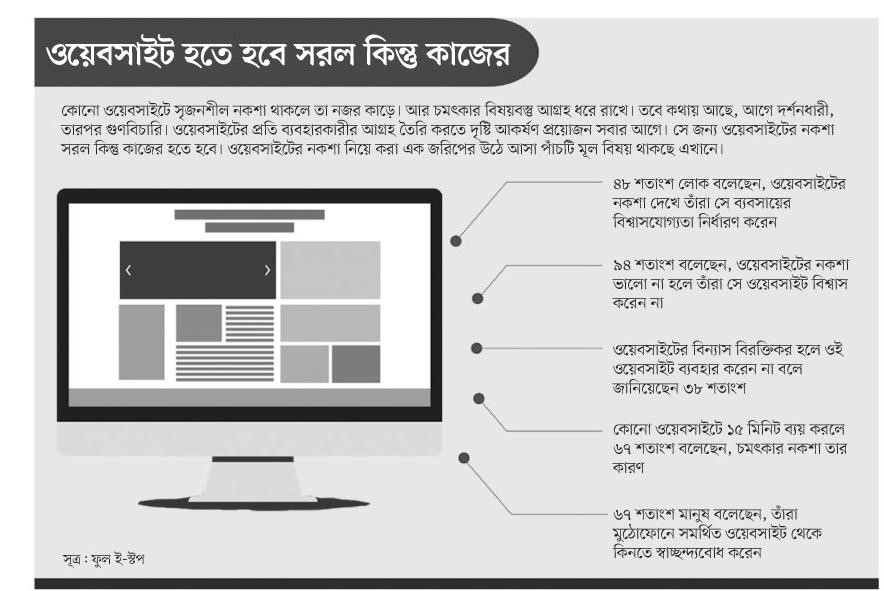 ওয়েবসাইট হতে হবে সরল কিন্তু কাজের
কোনো ওয়েবসাইটে সৃজনশীল নকশা থাকলে তা নজর কাড়ে। আর চমৎকার বিষয়বস্তু আগ্রহ ধরে রাখে। তবে কথায় আছে, আগে দর্শনধারী,
তারপর গুণবিচারি। ওয়েবসাইটের প্রতি ব্যবহারকারীর আগ্রহ তৈরি করতে দৃষ্টি আকর্ষণ প্রয়োজন সবার আগে। সে জন্য ওয়েবসাইটের নকশা
সরল কিন্তু কাজের হতে হবে। ওয়েবসাইটের নকশা নিয়ে করা এক জরিপের উঠে আসা পাঁচটি মূল বিষয় থাকছে এখানে।
৪৮ শতাংশ লোক বলেছেন, ওয়েবসাইটের
নকশা দেখে তাঁরা সে ব্যবসায়ের
বিশ্বাসযোগ্যতা নির্ধারণ করেন
৯৪ শতাংশ বলেছেন, ওয়েবসাইটের নকশা
ভালো না হলে তাঁরা সে ওয়েবসাইট বিশ্বাস
করেন না
ওয়েবসাইটের বিন্যাস বিরক্তিকর হলে ওই
ওয়েবসাইট ব্যবহার করেন না বলে
জানিয়েছেন ৩৮ শতাংশ
কোনো ওয়েবসাইটে ১৫ মিনিট ব্যয় করলে
৬৭ শতাংশ বলেছেন, চমৎকার নকশা তার
কারণ
৬৭ শতাংশ মানুষ বলেছেন, তাঁরা
মুঠোফোনে সমর্থিত ওয়েবসাইট থেকে
কিনতে স্বাচ্ছন্দ্যবোধ করেন
সূত্র : ফুল ই-স্টপ